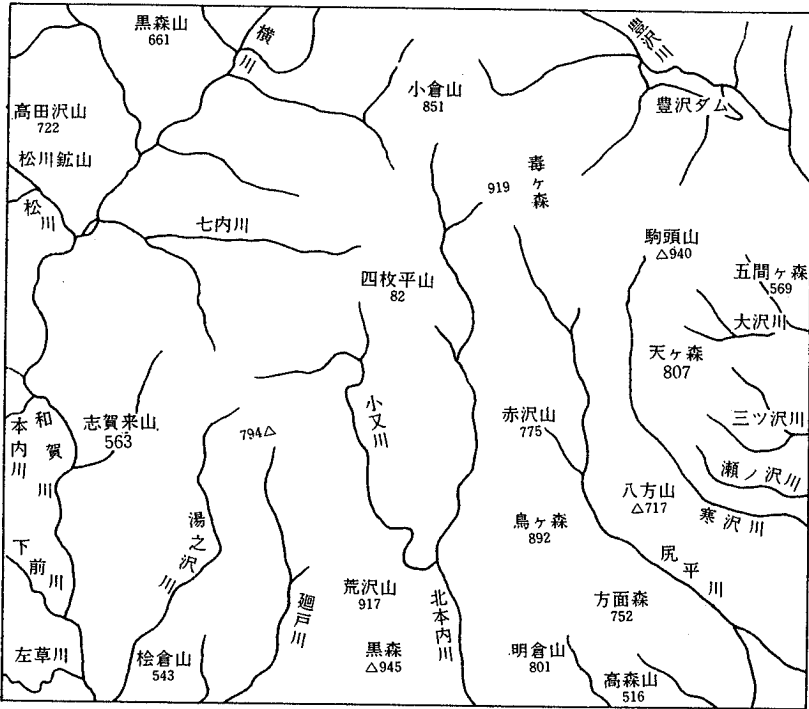 黒森山
661
横川
豊沢川
小倉山
851
高田沢山
722
豊沢ダム
松川鉱山
毒ヶ森
919
松川
七内川
駒頭山
△940
五間ヶ森
569
四枚平山
82
大沢川
天ヶ森
807
和賀川
本内川
志賀来山
563
794△
小又川
赤沢山
775
三ツ沢川
瀬ノ沢川
八方山
△717
寒沢川
湯之沢川
鳥ヶ森
892
尻平川
下前川
廻戸川
荒沢山
917
北本内川
方面森
752
左草川
桧倉山
543
黒森
△945
明倉山
801
高森山
516